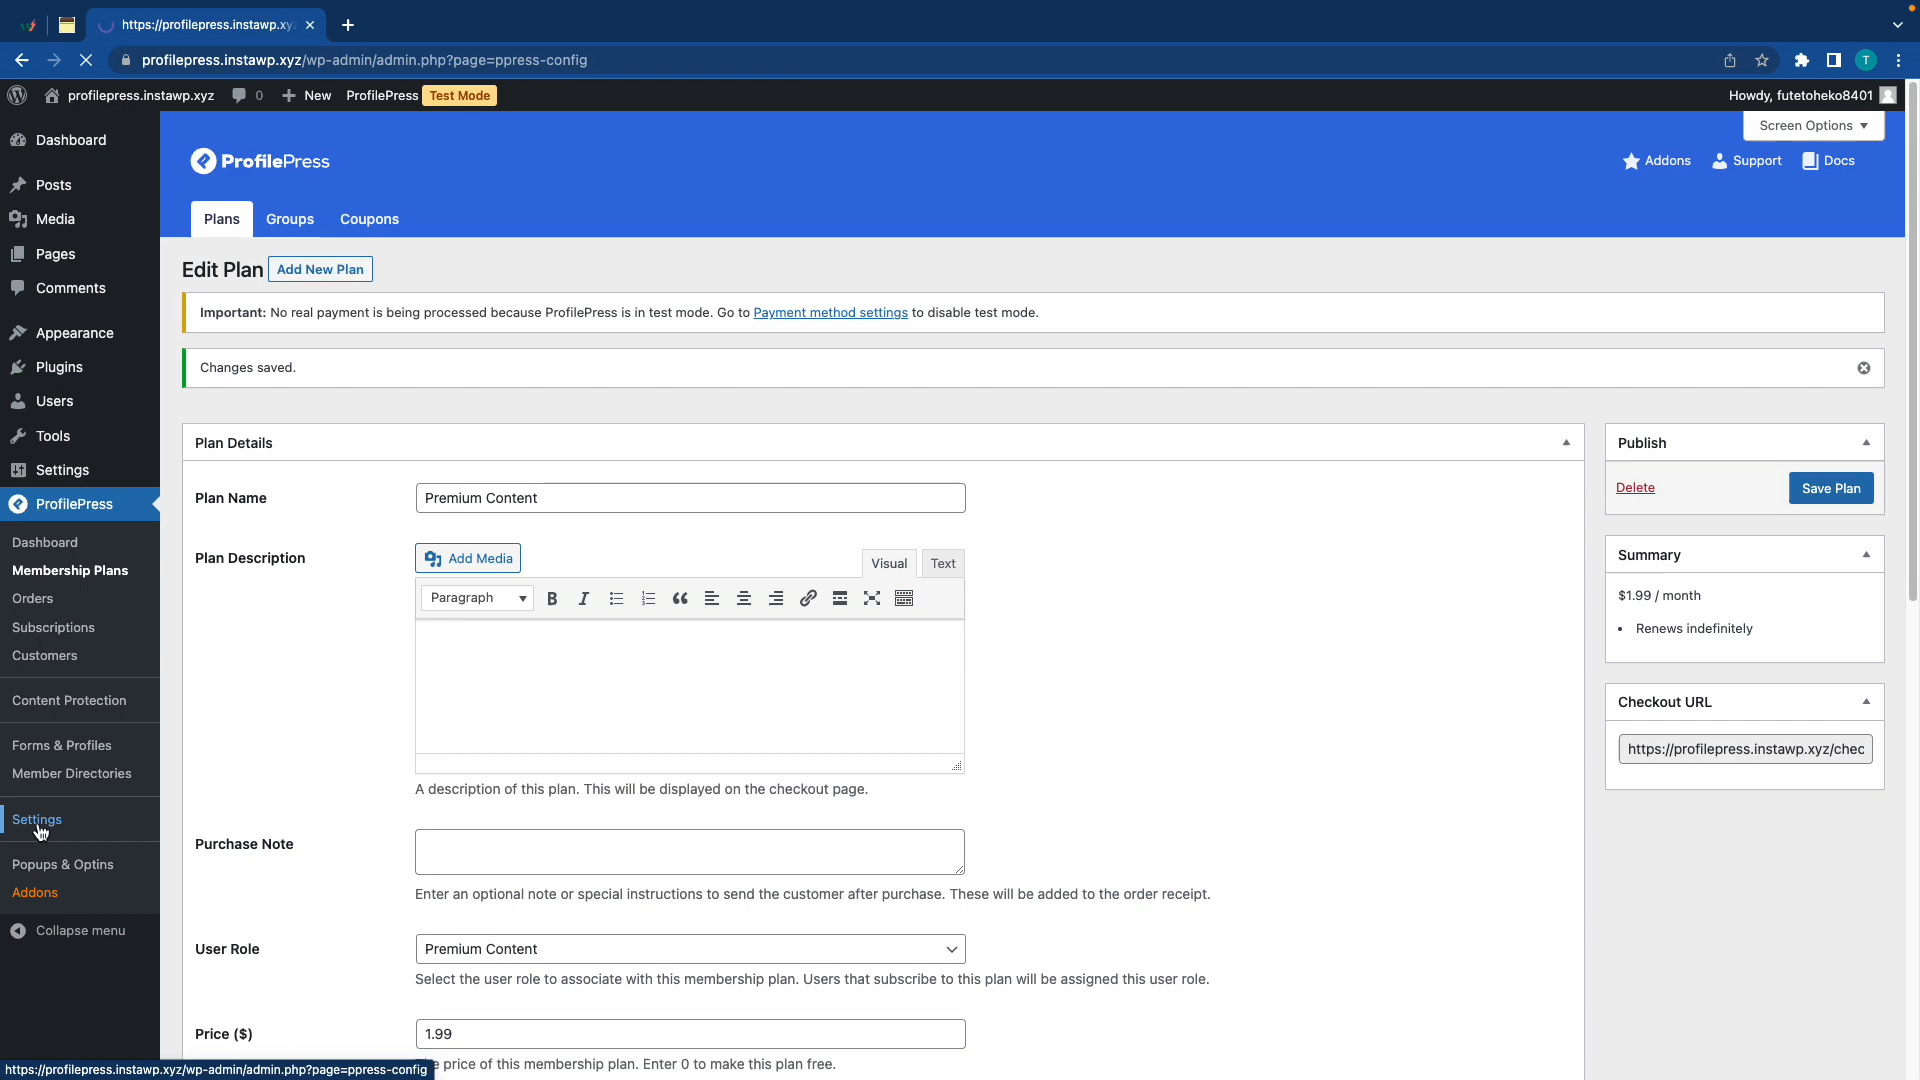 https://profilepress.instawp.xy
profilepress.instawp.xyz/wp-admin/admin.php?page=ppress-config
T
profilepress.instawp.xyz 0 New ProfilePress Test Mode
Howdy, futetoheko8401
Screen Options
Dashboard
Posts
Media
Pages
Comments
Appearance
Plugins
Users
Tools
Settings
ProfilePress
Dashboard
Membership Plans
Orders
Subscriptions
Customers
Content Protection
Forms & Profiles
Member Directories
Settings
Popups & Optins
Addons
Collapse menu
ProfilePress
Addons Support Docs
Plans Groups Coupons
Edit Plan Add New Plan
Important: No real payment is being processed because ProfilePress is in test mode. Go to Payment method settings to disable test mode.
Changes saved.
Plan Details
Plan Name
Premium Content
Plan Description
Add Media
Visual Text
Paragraph
A description of this plan. This will be displayed on the checkout page.
Purchase Note
Enter an optional note or special instructions to send the customer after purchase. These will be added to the order receipt.
User Role
Premium Content
Select the user role to associate with this membership plan. Users that subscribe to this plan will be assigned this user role.
Price ($)
1.99
price of this membership plan. Enter 0 to make this plan free.
Publish
Delete Save Plan
Summary
$1.99 / month
• Renews indefinitely
Checkout URL
https://profilepress.instawp.xyz/chec
https://profilepress.instawp.xyz/wp-admin/admin.php?page=ppress-config